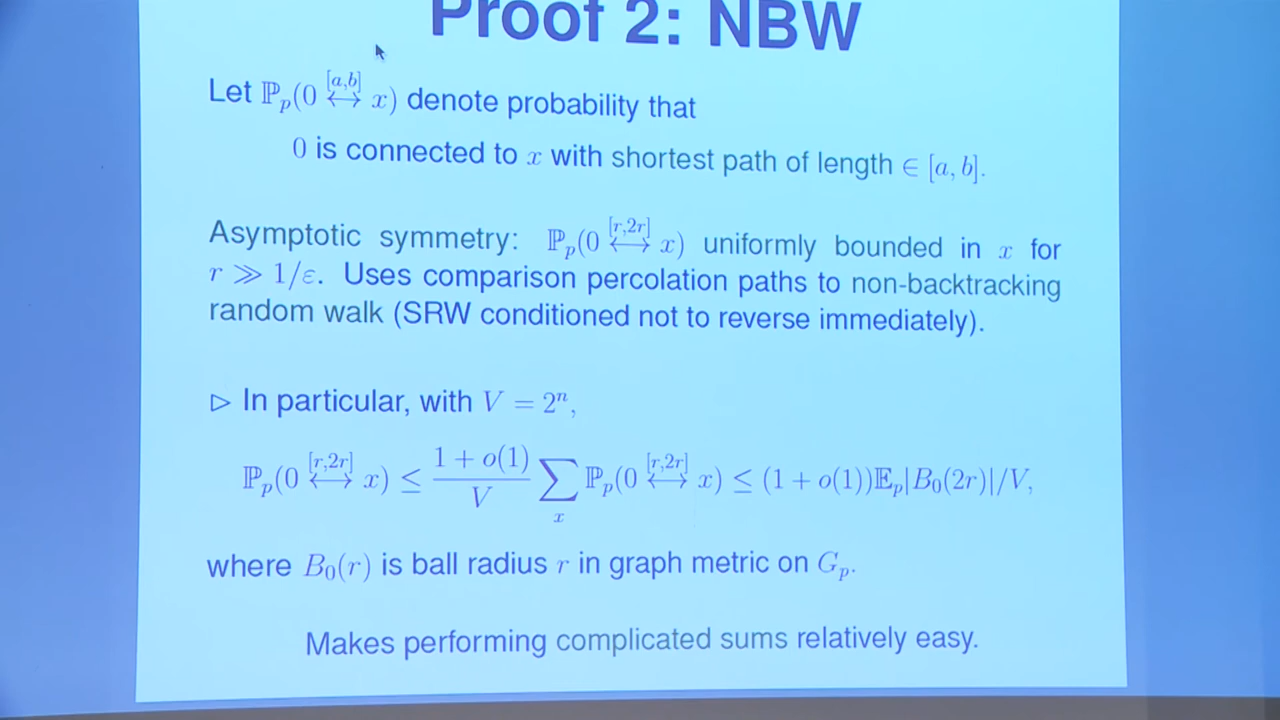 Proof 2: NBW
Let ℙ_p(0 ⟷^{[a,b]} x) denote probability that
0 is connected to x with shortest path of length ∈ [a, b].
Asymptotic symmetry: ℙ_p(0 ⟷^{[r,2r]} x) uniformly bounded in x for
r ≫ 1/ε. Uses comparison percolation paths to non-backtracking
random walk (SRW conditioned not to reverse immediately).
▷ In particular, with V = 2^n,
ℙ_p(0 ⟷^{[r,2r]} x) ≤ \frac{1 + o(1)}{V} ∑_x ℙ_p(0 ⟷^{[r,2r]} x) ≤ (1 + o(1))𝔼_p|B_0(2r)|/V,
where B_0(r) is ball radius r in graph metric on G_p.
Makes performing complicated sums relatively easy.